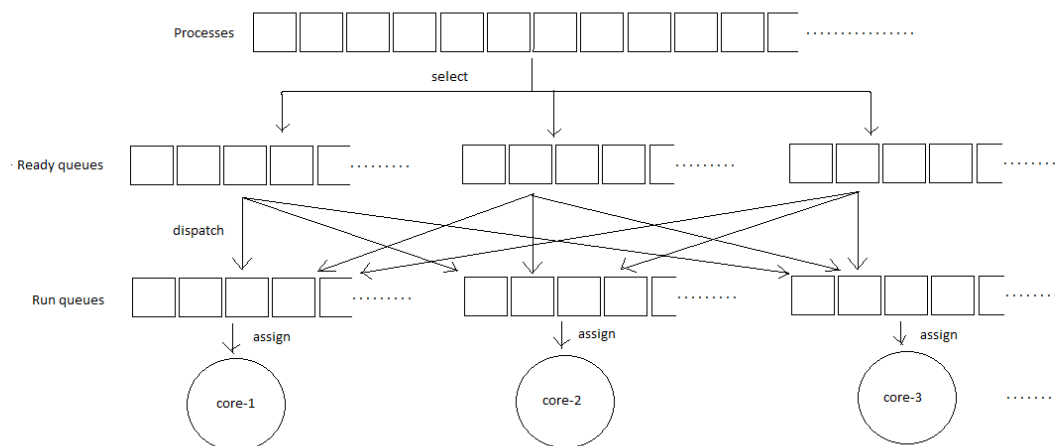 Processes
select
Ready queues
dispatch
Run queues
assign
assign
assign
core-1
core-2
core-3